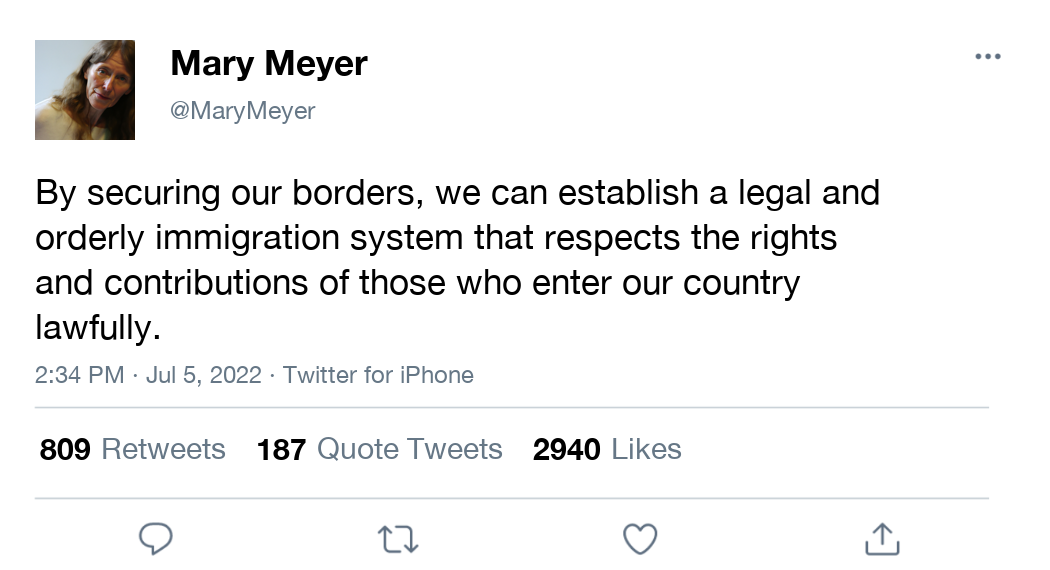 Mary Meyer
@MaryMeyer
By securing our borders, we can establish a legal and
orderly immigration system that respects the rights
and contributions of those who enter our country
lawfully.
2:34 PM · Jul 5, 2022 · Twitter for iPhone
809 Retweets 187 Quote Tweets 2940 Likes